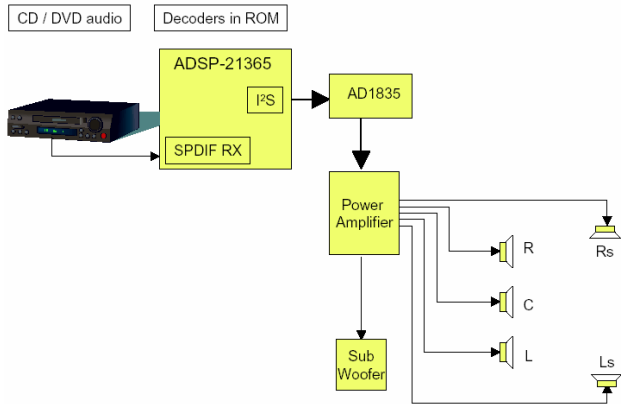 CD / DVD audio
Decoders in ROM
ADSP-21365
I²S
AD1835
SPDIF RX
Power
Amplifier
R
Rs
C
L
Sub
Woofer
Ls